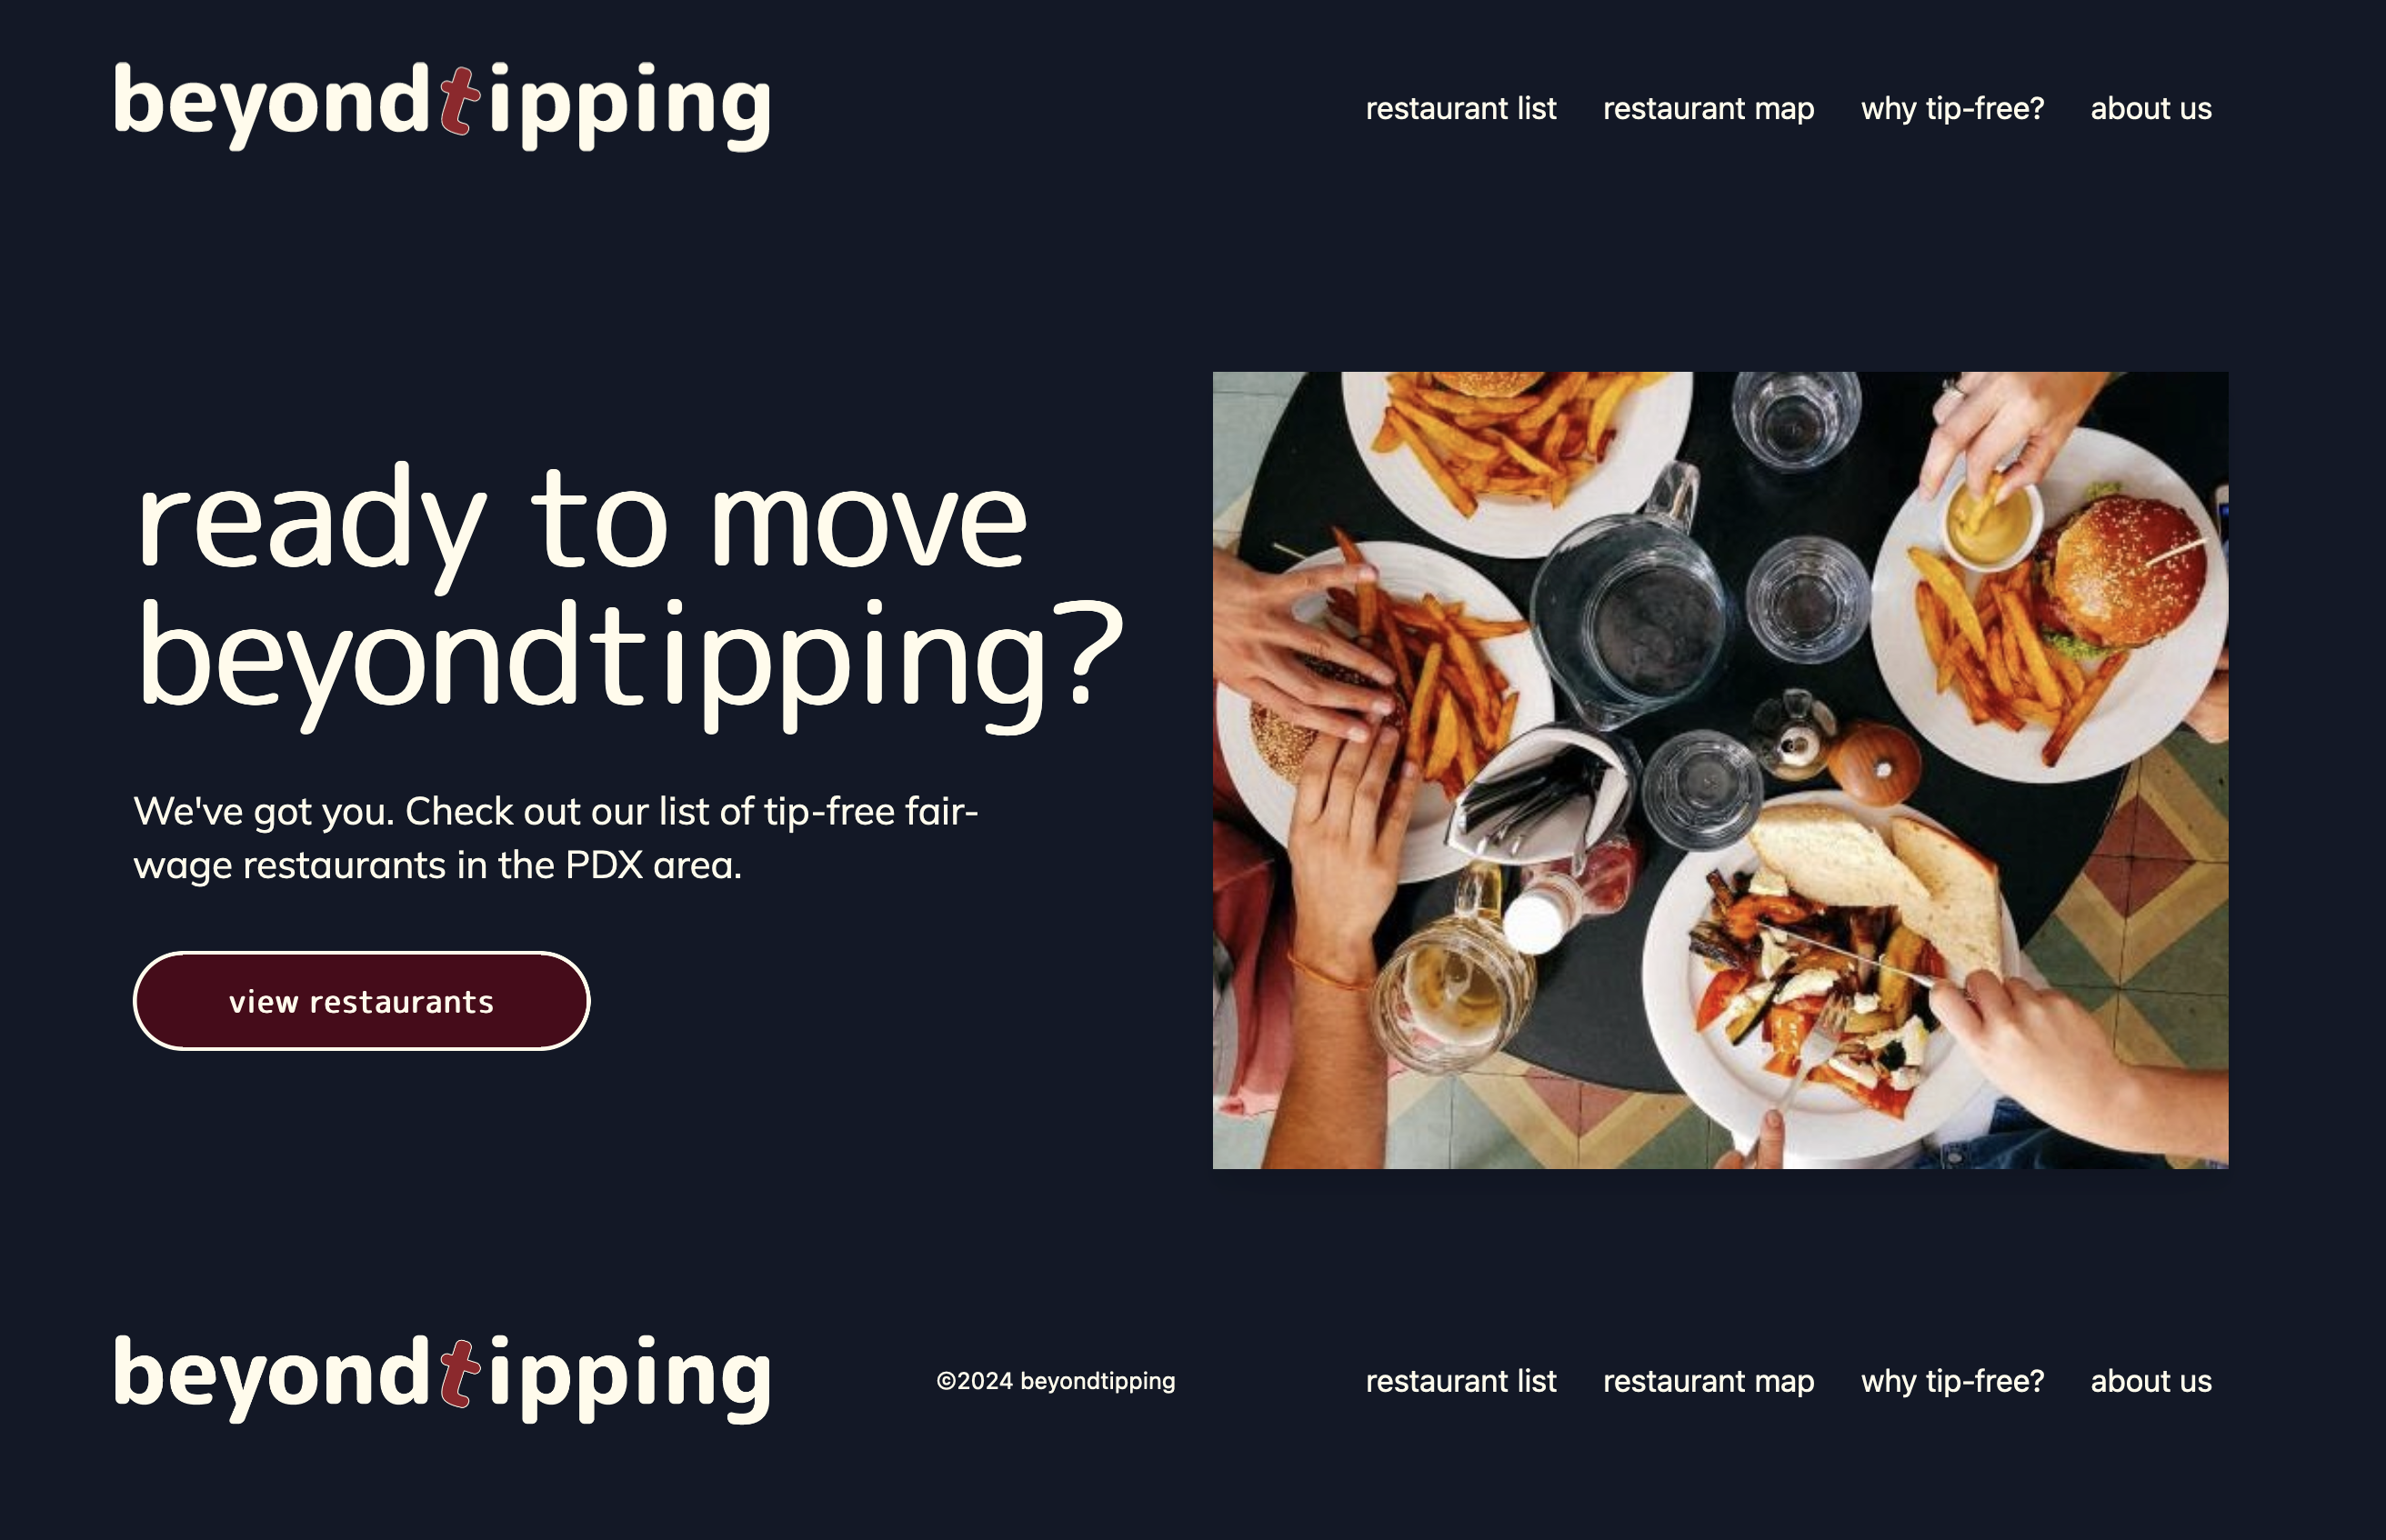 beyondtipping
restaurant list restaurant map why tip-free? about us
ready to move
beyondtipping?
We've got you. Check out our list of tip-free fair-
wage restaurants in the PDX area.
view restaurants
beyondtipping
©2024 beyondtipping
restaurant list restaurant map why tip-free? about us